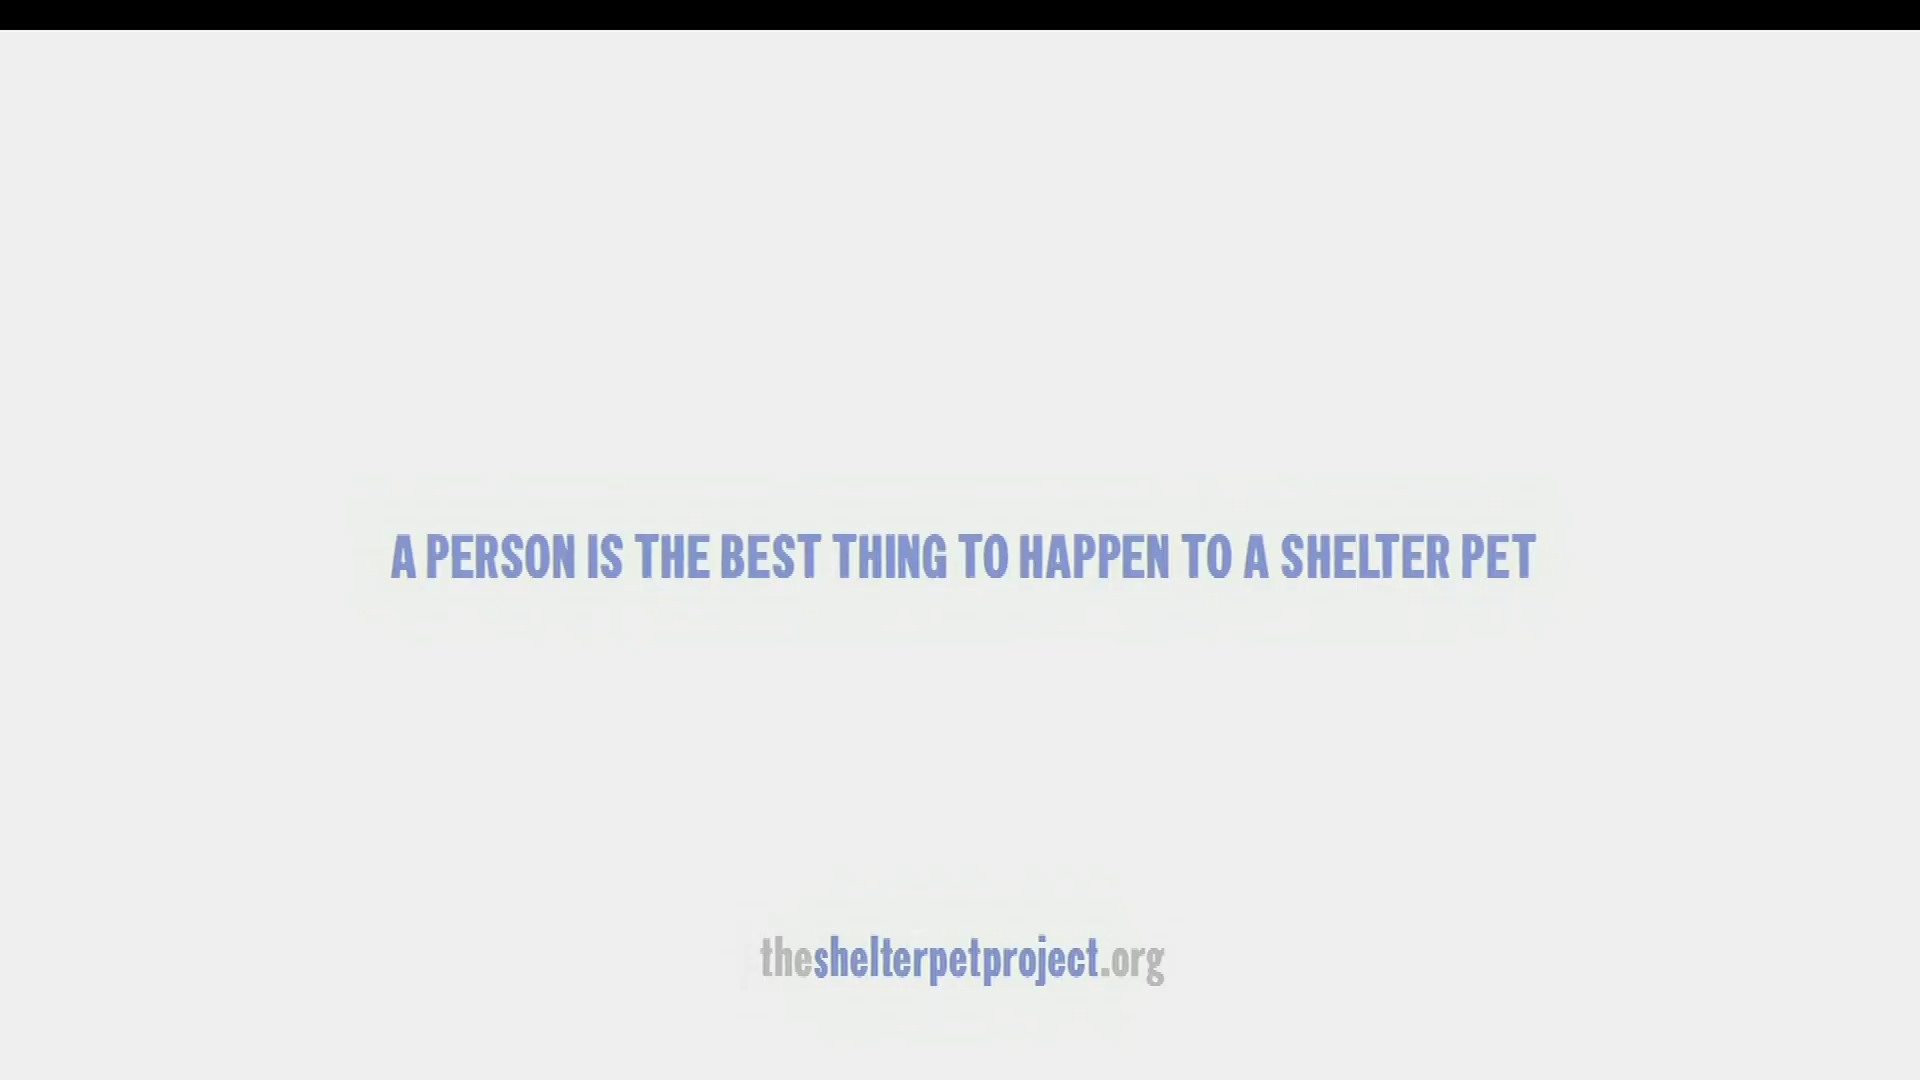 A PERSON IS THE BEST THING TO HAPPEN TO A SHELTER PET
theshelterpetproject.org